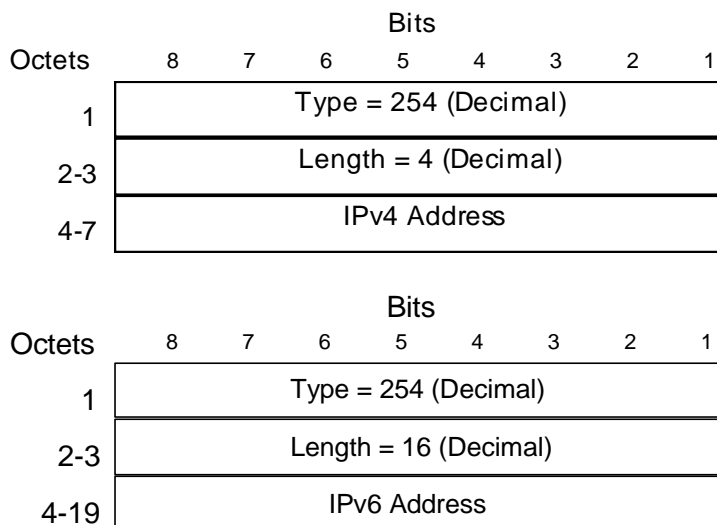 Bits
Octets 8 7 6 5 4 3 2 1
1 Type = 254 (Decimal)
2-3 Length = 4 (Decimal)
4-7 IPv4 Address
Bits
Octets 8 7 6 5 4 3 2 1
1 Type = 254 (Decimal)
2-3 Length = 16 (Decimal)
4-19 IPv6 Address